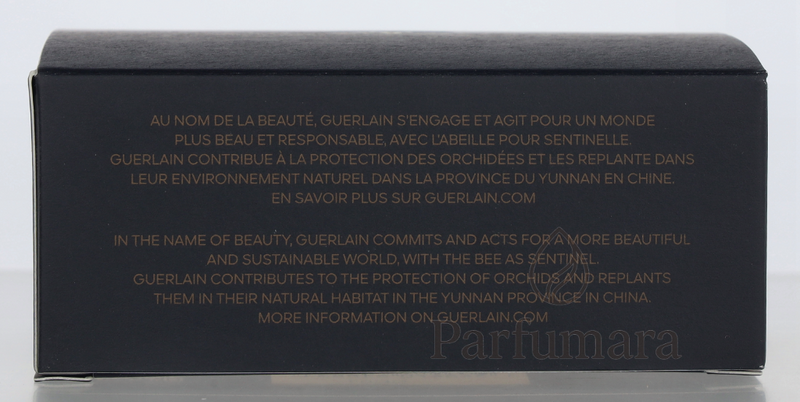 AU NOM DE LA BEAUTÉ, GUERLAIN S'ENGAGE ET AGIT POUR UN MONDE
PLUS BEAU ET RESPONSABLE, AVEC L'ABEILLE POUR SENTINELLE.
GUERLAIN CONTRIBUE À LA PROTECTION DES ORCHIDÉES ET LES REPLANTE DANS
LEUR ENVIRONNEMENT NATUREL DANS LA PROVINCE DU YUNNAN EN CHINE.
EN SAVOIR PLUS SUR GUERLAIN.COM
IN THE NAME OF BEAUTY, GUERLAIN COMMITS AND ACTS FOR A MORE BEAUTIFUL
AND SUSTAINABLE WORLD, WITH THE BEE AS SENTINEL.
GUERLAIN CONTRIBUTES TO THE PROTECTION OF ORCHIDS AND REPLANTS
THEM IN THEIR NATURAL HABITAT IN THE YUNNAN PROVINCE IN CHINA.
MORE INFORMATION ON GUERLAIN.COM
Parfumara